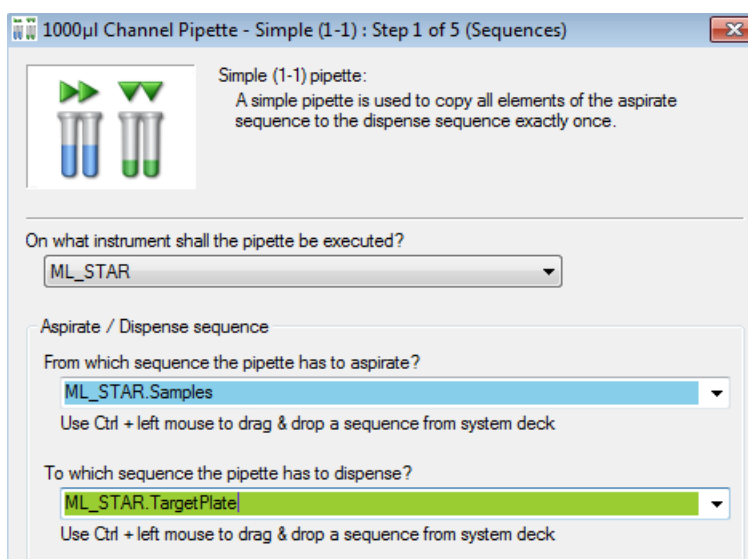 1000µl Channel Pipette - Simple (1-1) : Step 1 of 5 (Sequences)
Simple (1-1) pipette:
A simple pipette is used to copy all elements of the aspirate
sequence to the dispense sequence exactly once.
On what instrument shall the pipette be executed?
ML_STAR
Aspirate / Dispense sequence
From which sequence the pipette has to aspirate?
ML_STAR.Samples
Use Ctrl + left mouse to drag & drop a sequence from system deck
To which sequence the pipette has to dispense?
ML_STAR.TargetPlate
Use Ctrl + left mouse to drag & drop a sequence from system deck